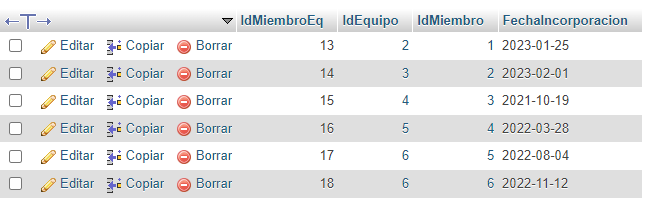 IdMiembroEq IdEquipo IdMiembro FechaIncorporacion
Editar Copiar Borrar 13 2 1 2023-01-25
Editar Copiar Borrar 14 3 2 2023-02-01
Editar Copiar Borrar 15 4 3 2021-10-19
Editar Copiar Borrar 16 5 4 2022-03-28
Editar Copiar Borrar 17 6 5 2022-08-04
Editar Copiar Borrar 18 6 6 2022-11-12